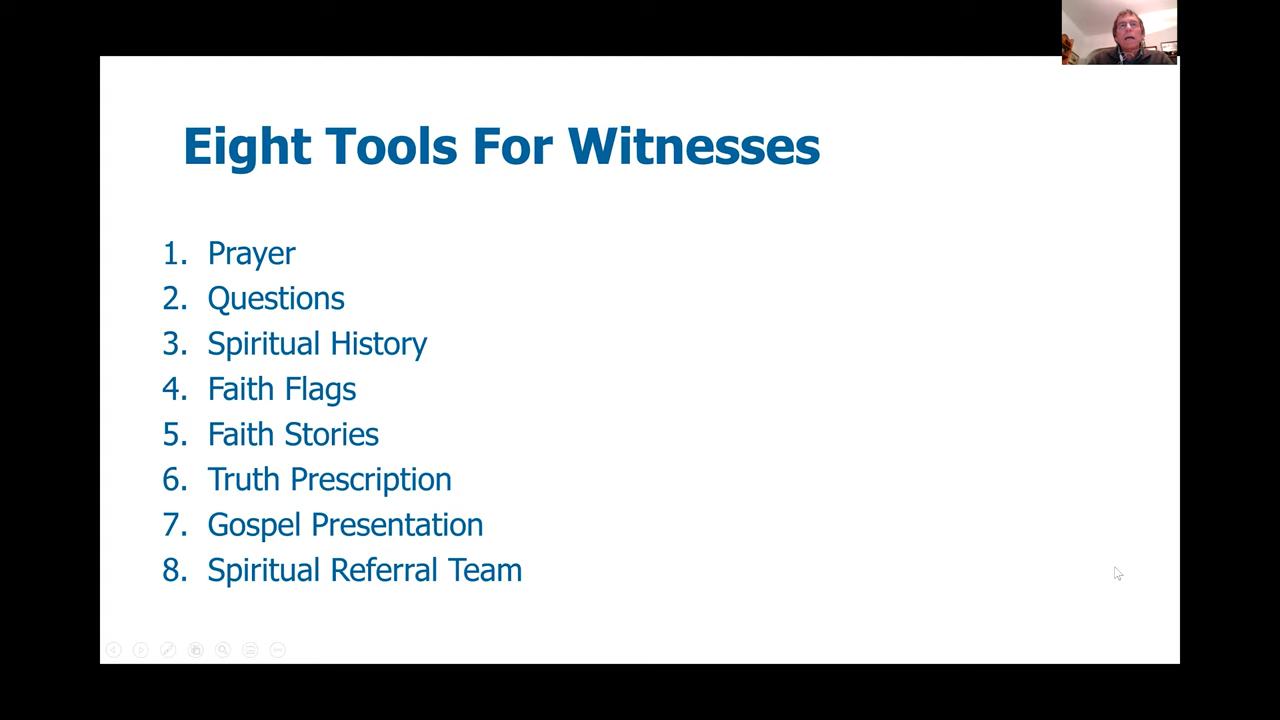 Eight Tools For Witnesses
1. Prayer
2. Questions
3. Spiritual History
4. Faith Flags
5. Faith Stories
6. Truth Prescription
7. Gospel Presentation
8. Spiritual Referral Team